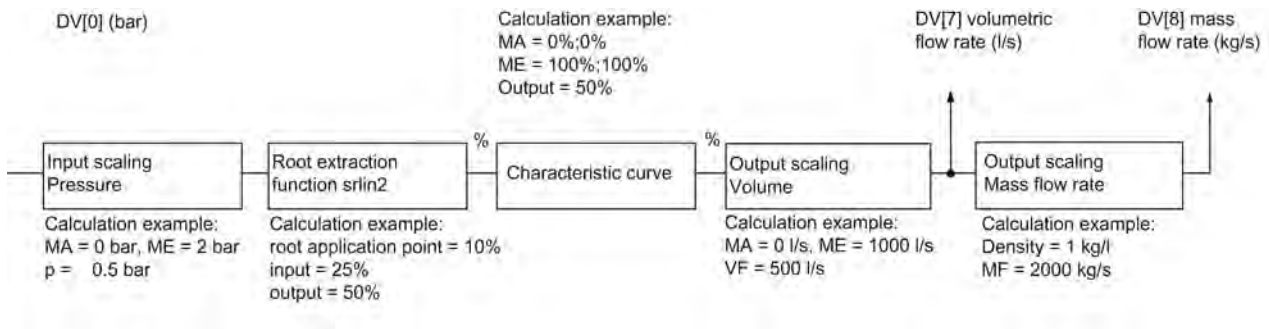 DV[0] (bar)
Calculation example:
MA = 0%;0%
ME = 100%;100%
Output = 50%
DV[7] volumetric
flow rate (l/s)
DV[8] mass
flow rate (kg/s)
Input scaling
Pressure
Root extraction
function srlin2
%
Characteristic curve
%
Output scaling
Volume
Output scaling
Mass flow rate
Calculation example:
MA = 0 bar, ME = 2 bar
p = 0.5 bar
Calculation example:
root application point = 10%
input = 25%
output = 50%
Calculation example:
MA = 0 l/s, ME = 1000 l/s
VF = 500 l/s
Calculation example:
Density = 1 kg/l
MF = 2000 kg/s